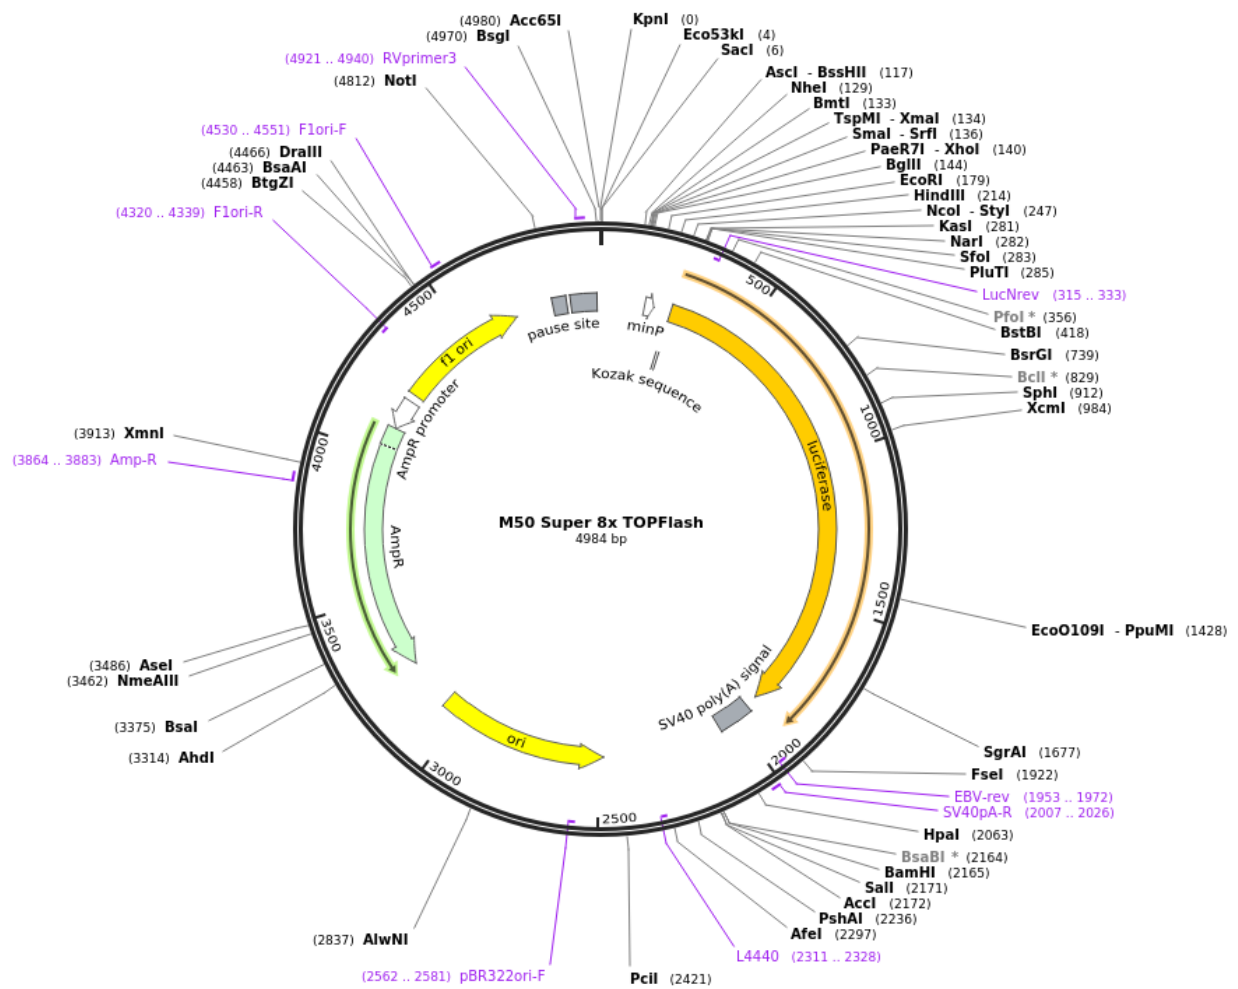 (4980) Acc65I
(4970) BsgI
(4921 .. 4940) RVprimer3
(4812) NotI
(4530 .. 4551) F1ori-F
(4466) DraIII
(4463) BsaAI
(4458) BtgZI
(4320 .. 4339) F1ori-R
(3913) XmnI
(3864 .. 3883) Amp-R
(3486) AseI
(3462) NmeAIII
(3375) BsaI
(3314) AhdI
(2837) AlwNI
(2562 .. 2581) pBR322ori-F
KpnI (0)
Eco53kI (4)
SacI (6)
AscI - BssHII (117)
NheI (129)
BmtI (133)
TspMI - XmaI (134)
SmaI - SrfI (136)
PaeR7I - XhoI (140)
BglII (144)
EcoRI (179)
HindIII (214)
NcoI - StyI (247)
KasI (281)
NarI (282)
SfoI (283)
PluTI (285)
LucNrev (315 .. 333)
PfoI * (356)
BstBI (418)
BsrGI (739)
BclI * (829)
SphI (912)
XcmI (984)
EcoO109I - PpuMI (1428)
SgrAI (1677)
FseI (1922)
EBV-rev (1953 .. 1972)
SV40pA-R (2007 .. 2026)
HpaI (2063)
BsaBI * (2164)
BamHI (2165)
SalI (2171)
AccI (2172)
PshAI (2236)
AfeI (2297)
L4440 (2311 .. 2328)
PciI (2421)
500
1000
1500
2000
2500
3000
3500
4000
4500
pause site
minP
Kozak sequence
luciferase
SV40 poly(A) signal
ori
AmpR
AmpR promoter
f1 ori
M50 Super 8x TOPFlash
4984 bp